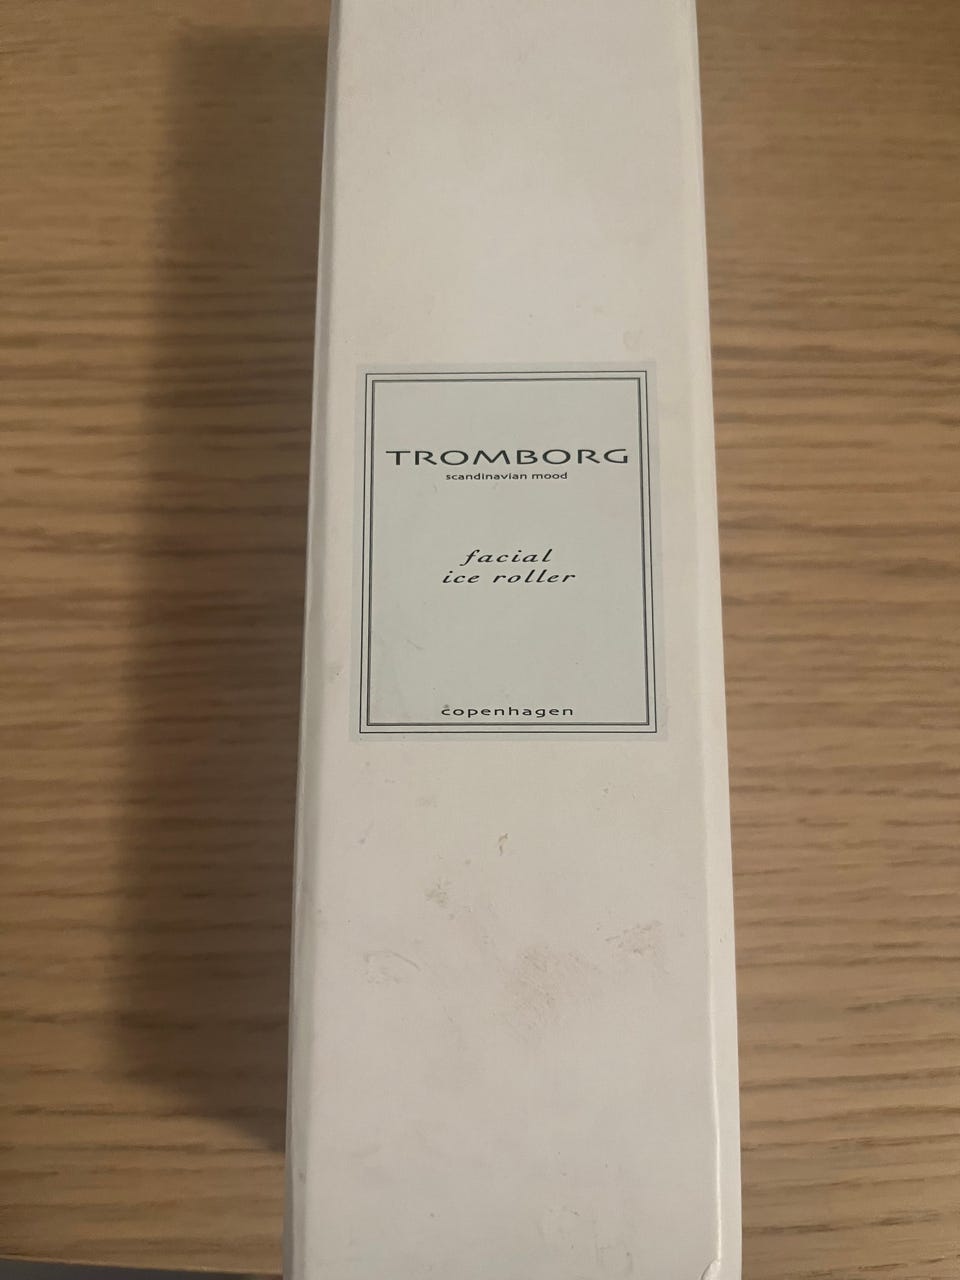 TROMBORG
scandinavian mood
facial
ice roller
copenhagen